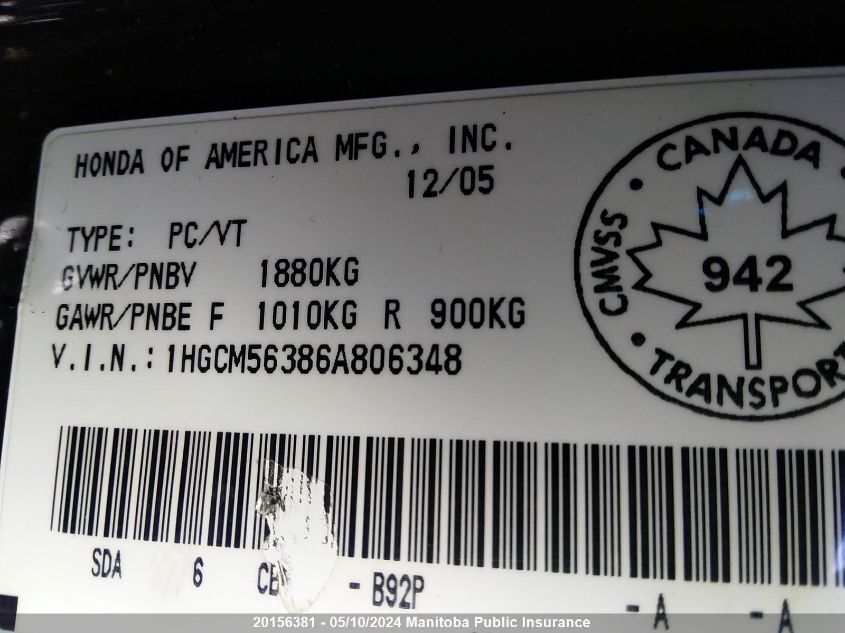 HONDA OF AMERICA MFG., INC.
12/05
TYPE: PC/VT
GVWR/PNBV 1880KG
GAWR/PNBE F 1010KG R 900KG
V.I.N.: 1HGCM56386A806348
CANADA
CMVSS
942
TRANSPORT
SDA 6 - B92P - A - A
20156381 - 05/10/2024 Manitoba Public Insurance